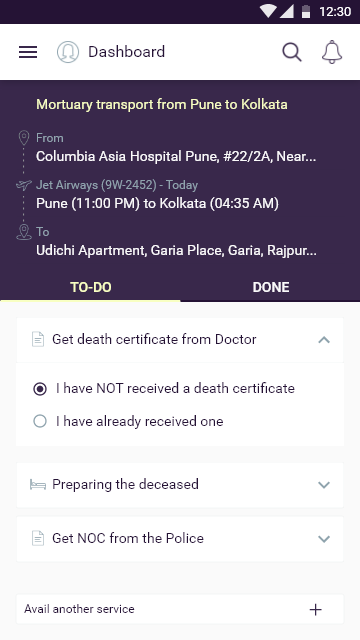 12:30
Dashboard
Mortuary transport from Pune to Kolkata
From
Columbia Asia Hospital Pune, #22/2A, Near...
Jet Airways (9W-2452) - Today
Pune (11:00 PM) to Kolkata (04:35 AM)
To
Udichi Apartment, Garia Place, Garia, Rajpur...
TO-DO DONE
Get death certificate from Doctor
I have NOT received a death certificate
I have already received one
Preparing the deceased
Get NOC from the Police
Avail another service